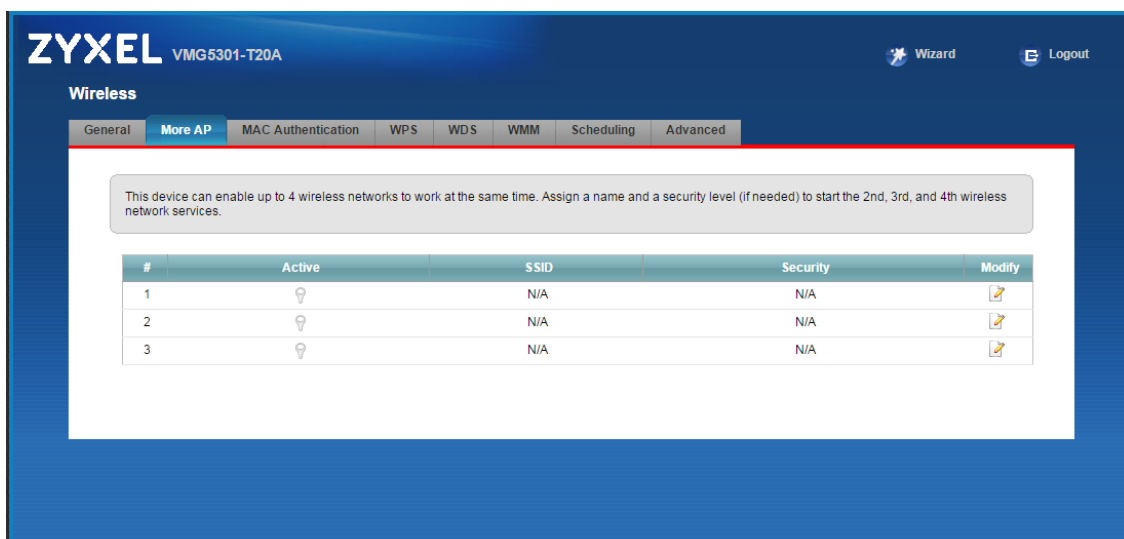 ZYXEL VMG5301-T20A Wizard Logout
Wireless
General More AP MAC Authentication WPS WDS WMM Scheduling Advanced
This device can enable up to 4 wireless networks to work at the same time. Assign a name and a security level (if needed) to start the 2nd, 3rd, and 4th wireless
network services.
# Active SSID Security Modify
1 N/A N/A
2 N/A N/A
3 N/A N/A